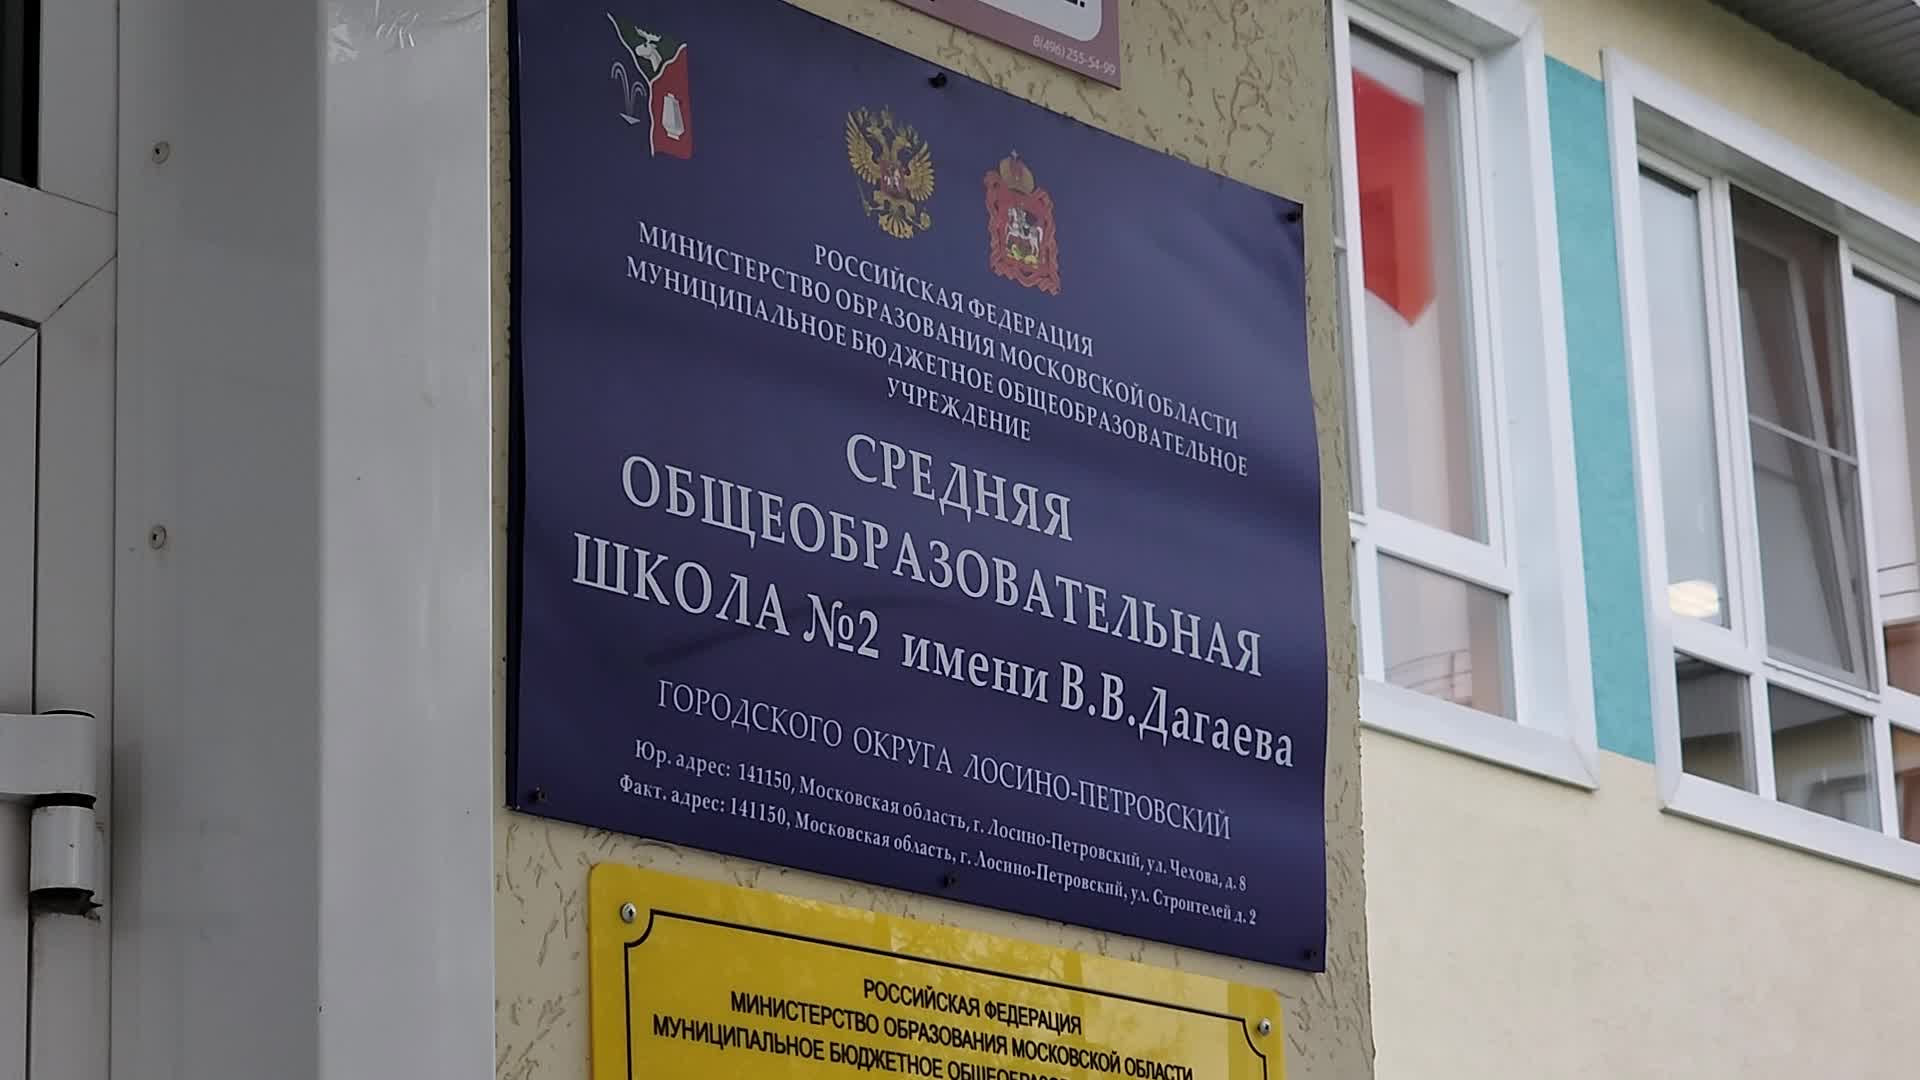 8(496) 255-54-99
РОССИЙСКАЯ ФЕДЕРАЦИЯ
МИНИСТЕРСТВО ОБРАЗОВАНИЯ МОСКОВСКОЙ ОБЛАСТИ
МУНИЦИПАЛЬНОЕ БЮДЖЕТНОЕ ОБЩЕОБРАЗОВАТЕЛЬНОЕ
УЧРЕЖДЕНИЕ
СРЕДНЯЯ
ОБЩЕОБРАЗОВАТЕЛЬНАЯ
ШКОЛА №2 имени В.В.Дагаева
ГОРОДСКОГО ОКРУГА ЛОСИНО-ПЕТРОВСКИЙ
Юр. адрес: 141150, Московская область, г. Лосино-Петровский, ул. Чехова, д. 8
Факт. адрес: 141150, Московская область, г. Лосино-Петровский, ул. Строителей д. 2
РОССИЙСКАЯ ФЕДЕРАЦИЯ
МИНИСТЕРСТВО ОБРАЗОВАНИЯ МОСКОВСКОЙ ОБЛАСТИ
МУНИЦИПАЛЬНОЕ БЮДЖЕТНОЕ